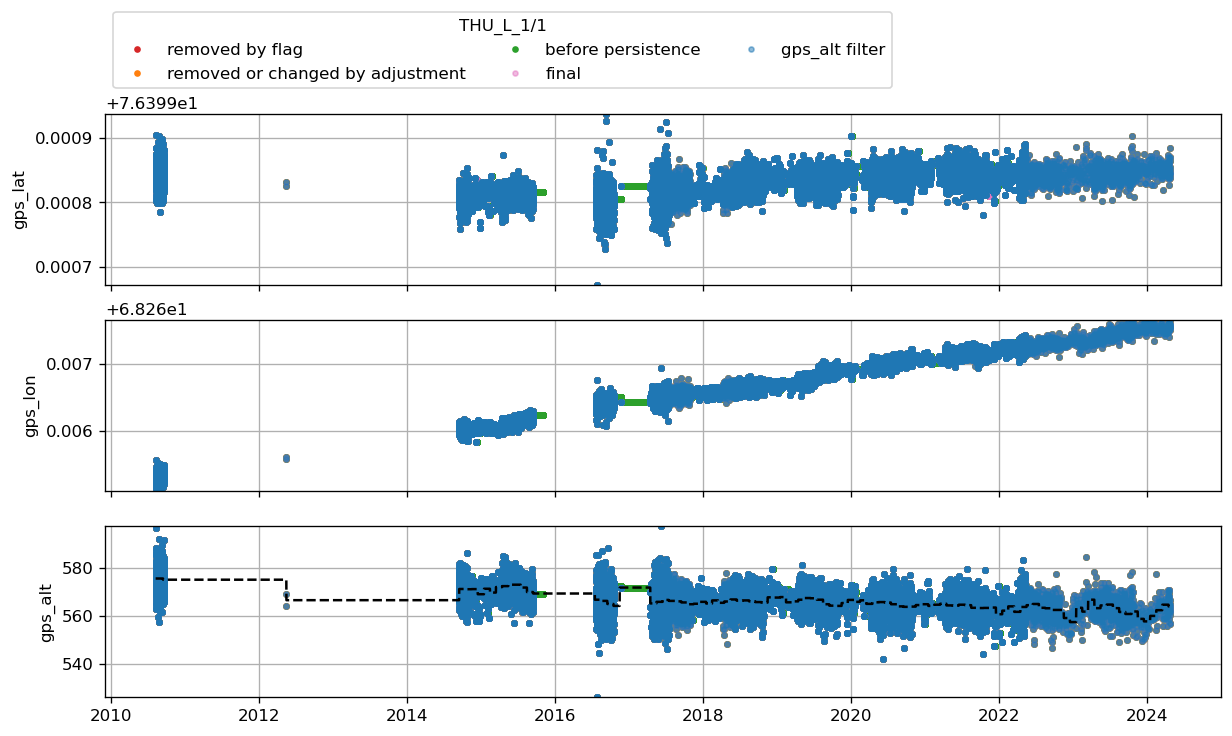 THU_L_1/1
removed by flag
before persistence
gps_alt filter
removed or changed by adjustment
final
+7.6399e1
0.0009
0.0008
0.0007
gps_lat
+6.826e1
0.007
0.006
gps_lon
580
560
540
gps_alt
2010
2012
2014
2016
2018
2020
2022
2024